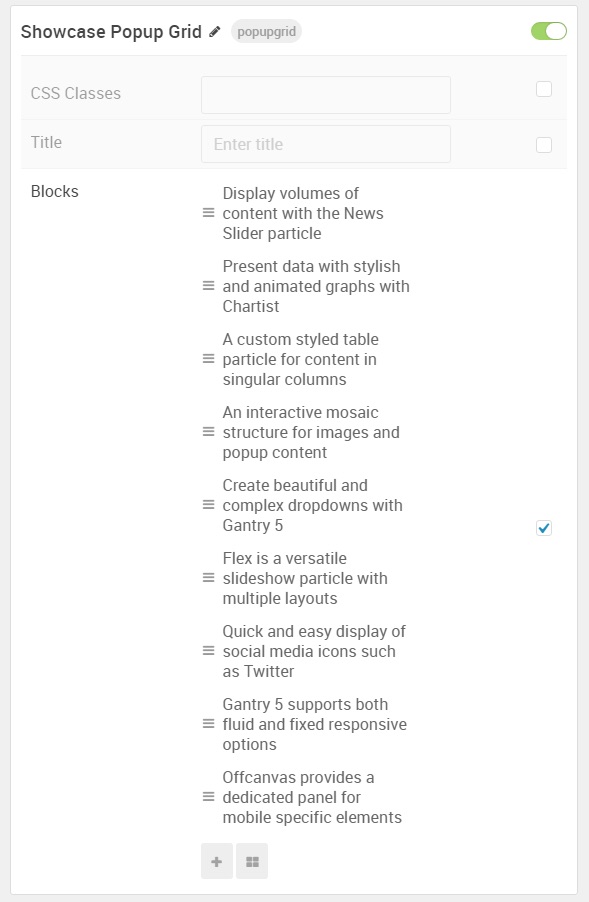 Showcase Popup Grid popupgrid
CSS Classes
Title Enter title
Blocks
Display volumes of
content with the News
Slider particle
Present data with stylish
and animated graphs with
Chartist
A custom styled table
particle for content in
singular columns
An interactive mosaic
structure for images and
popup content
Create beautiful and
complex dropdowns with
Gantry 5
Flex is a versatile
slideshow particle with
multiple layouts
Quick and easy display of
social media icons such
as Twitter
Gantry 5 supports both
fluid and fixed responsive
options
Offcanvas provides a
dedicated panel for
mobile specific elements